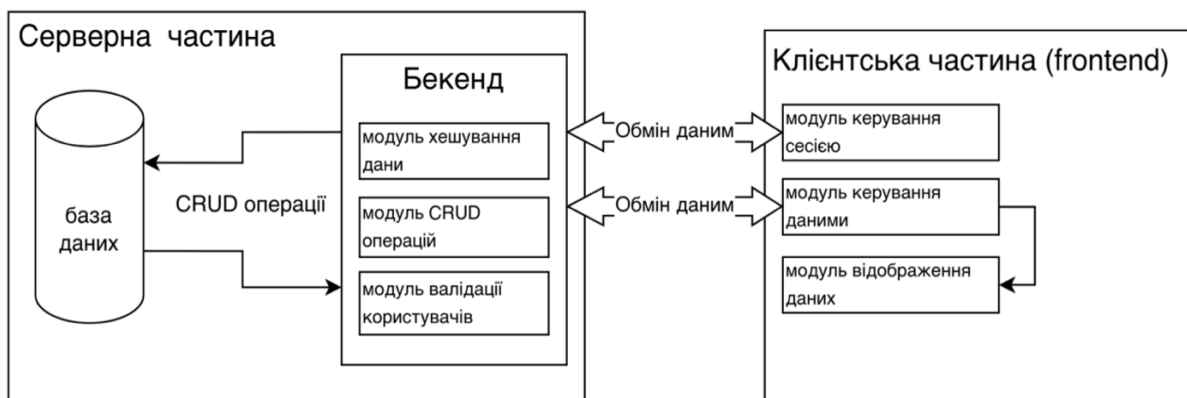 Серверна частина
база
даних
CRUD операції
Бекенд
модуль хешування
дани
модуль CRUD
операцій
модуль валідації
користувачів
Обмін даним
Обмін даним
Клієнтська частина (frontend)
модуль керування
сесією
модуль керування
даними
модуль відображення
даних